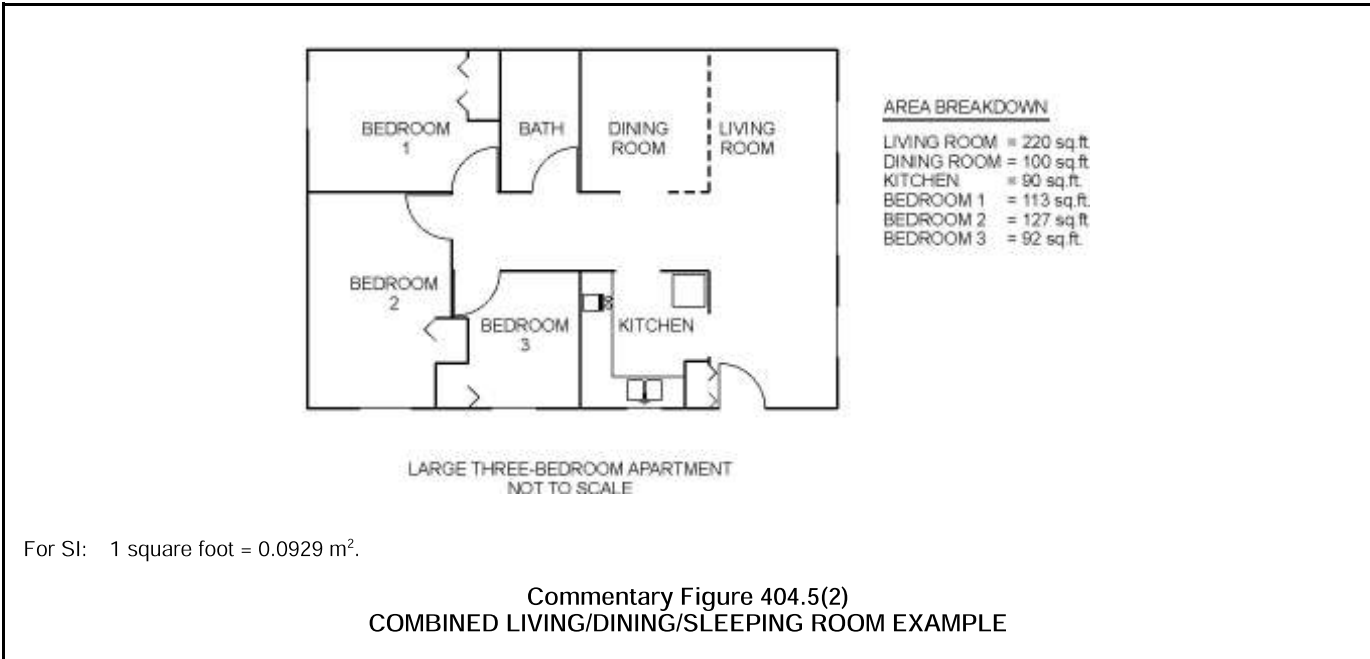 BEDROOM
1
BATH
DINING
ROOM
LIVING
ROOM
AREA BREAKDOWN
LIVING ROOM = 220 sq.ft
DINING ROOM = 100 sq.ft
KITCHEN = 90 sq.ft.
BEDROOM 1 = 113 sq.ft.
BEDROOM 2 = 127 sq.ft
BEDROOM 3 = 92 sq.ft.
BEDROOM
2
BEDROOM
3
KITCHEN
LARGE THREE-BEDROOM APARTMENT
NOT TO SCALE
For SI: 1 square foot = 0.0929 m².
Commentary Figure 404.5(2)
COMBINED LIVING/DINING/SLEEPING ROOM EXAMPLE